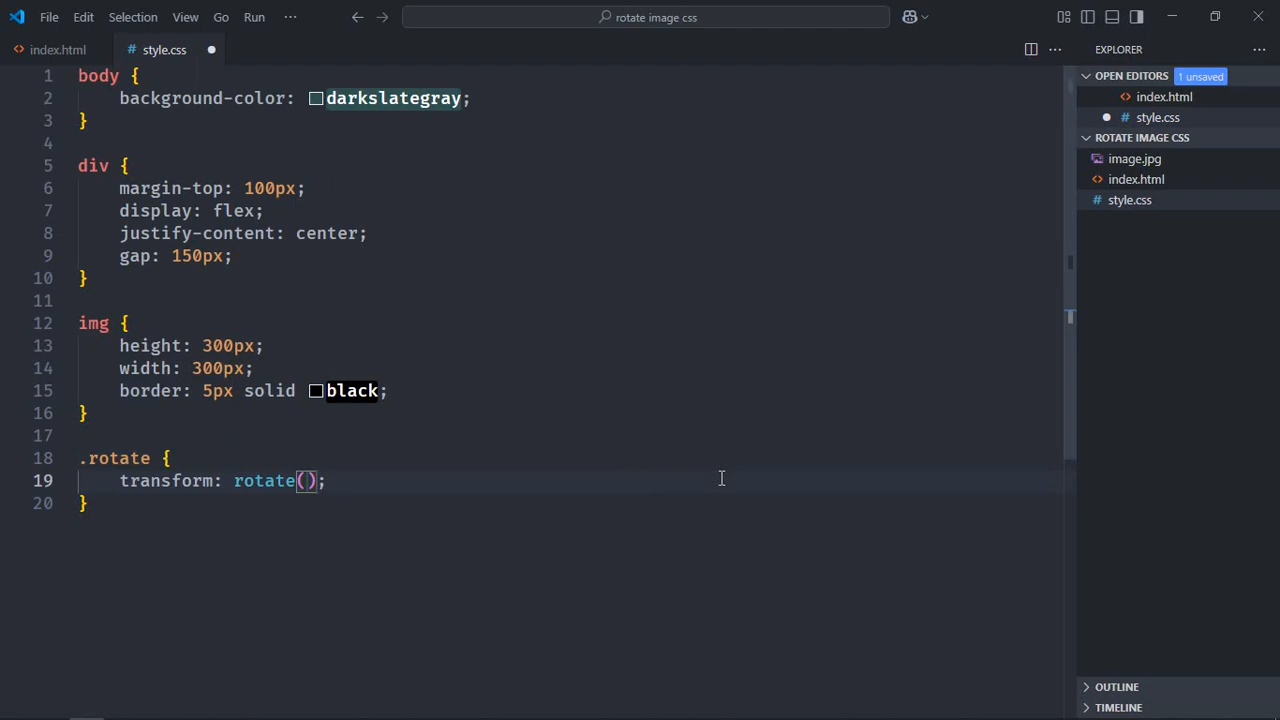 File Edit Selection View Go Run ··· rotate image css
index.html # style.css
EXPLORER
1 body {
2 background-color: darkslategray;
3 }
4
5 div {
6 margin-top: 100px;
7 display: flex;
8 justify-content: center;
9 gap: 150px;
10 }
11
12 img {
13 height: 300px;
14 width: 300px;
15 border: 5px solid black;
16 }
17
18 .rotate {
19 transform: rotate();
20 }
OPEN EDITORS 1 unsaved
index.html
# style.css
ROTATE IMAGE CSS
image.jpg
index.html
# style.css
OUTLINE
TIMELINE